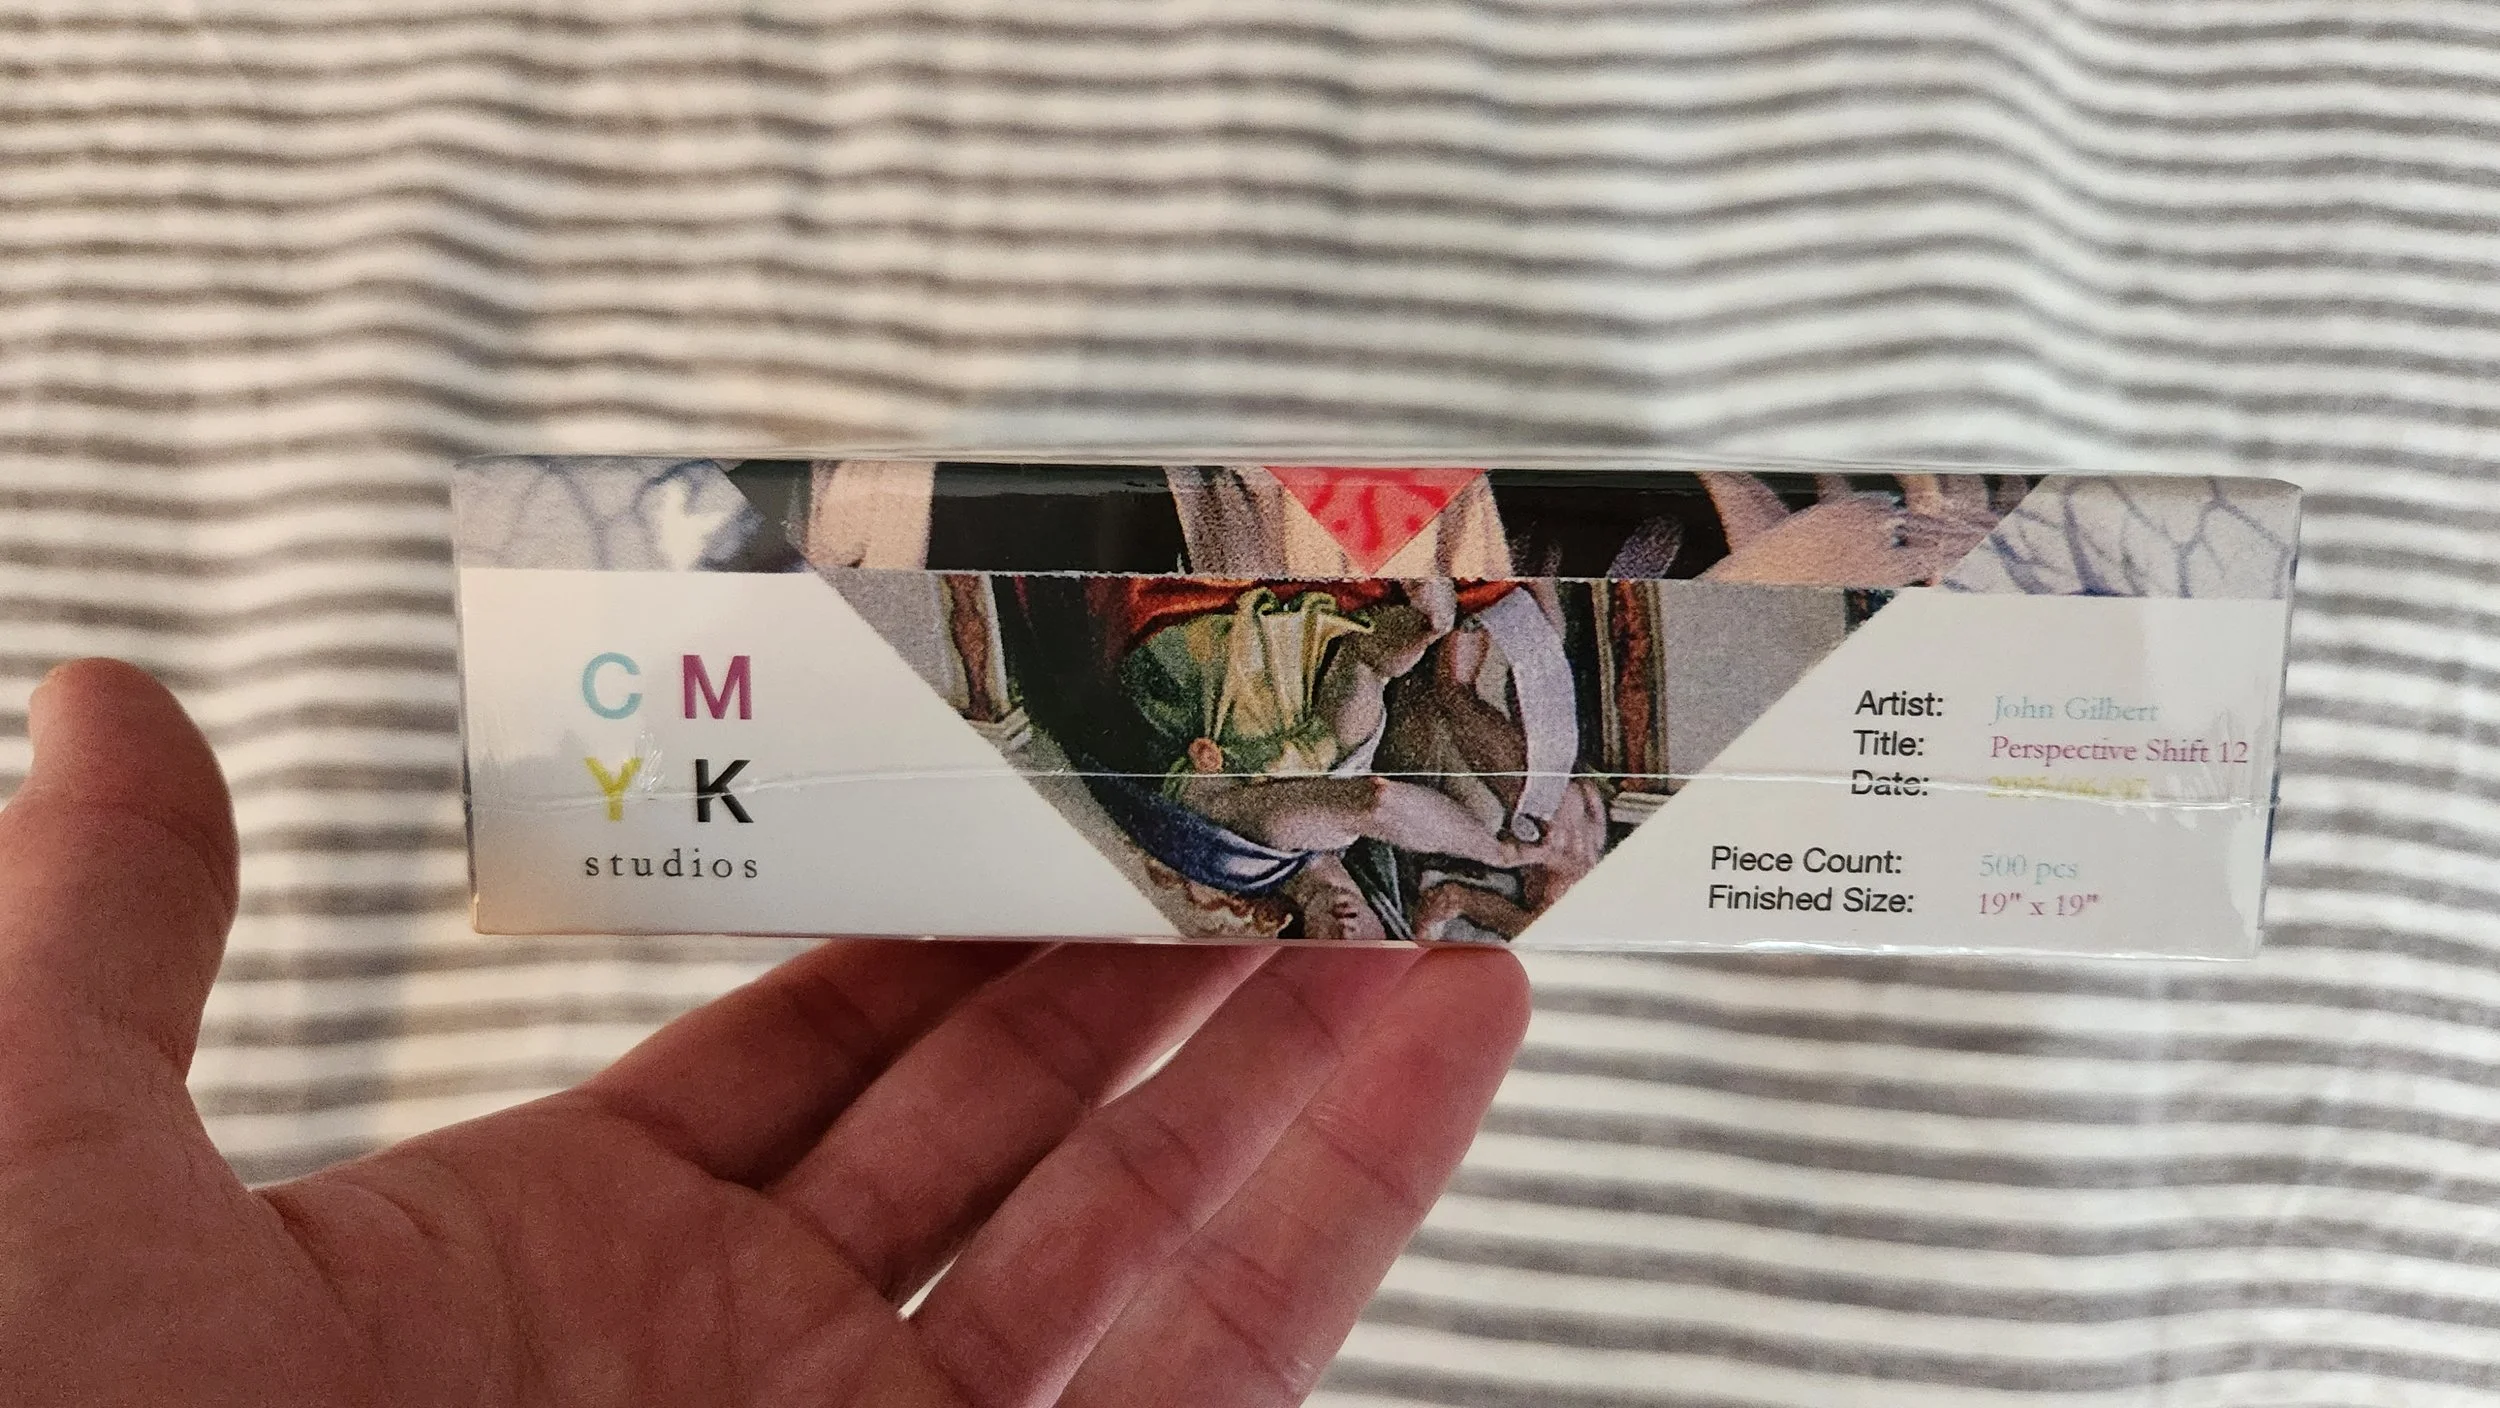 C M
Y K
studios
Artist: John Gilbert
Title: Perspective Shift 12
Date:
Piece Count: 500 pcs
Finished Size: 19" x 19"